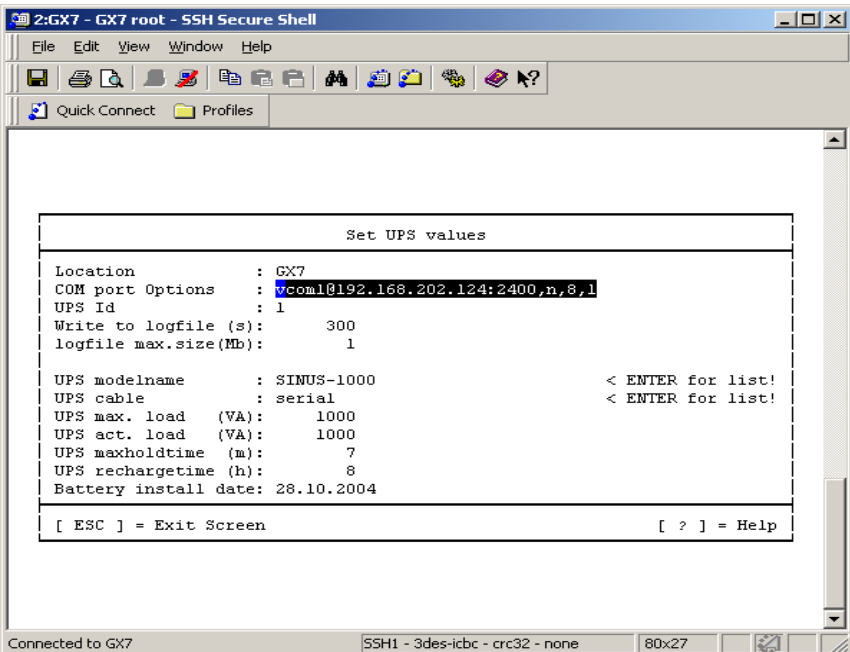 2:GX7 - GX7 root - SSH Secure Shell
File Edit View Window Help
Quick Connect Profiles
Set UPS values
Location : GX7
COM port Options : vcom1@192.168.202.124:2400,n,8,1
UPS Id : 1
Write to logfile (s): 300
logfile max.size(Mb): 1
UPS modelname : SINUS-1000 < ENTER for list!
UPS cable : serial < ENTER for list!
UPS max. load (VA): 1000
UPS act. load (VA): 1000
UPS maxholdtime (m): 7
UPS rechargetime (h): 8
Battery install date: 28.10.2004
[ ESC ] = Exit Screen [ ? ] = Help
Connected to GX7 SSH1 - 3des-icbc - crc32 - none 80x27